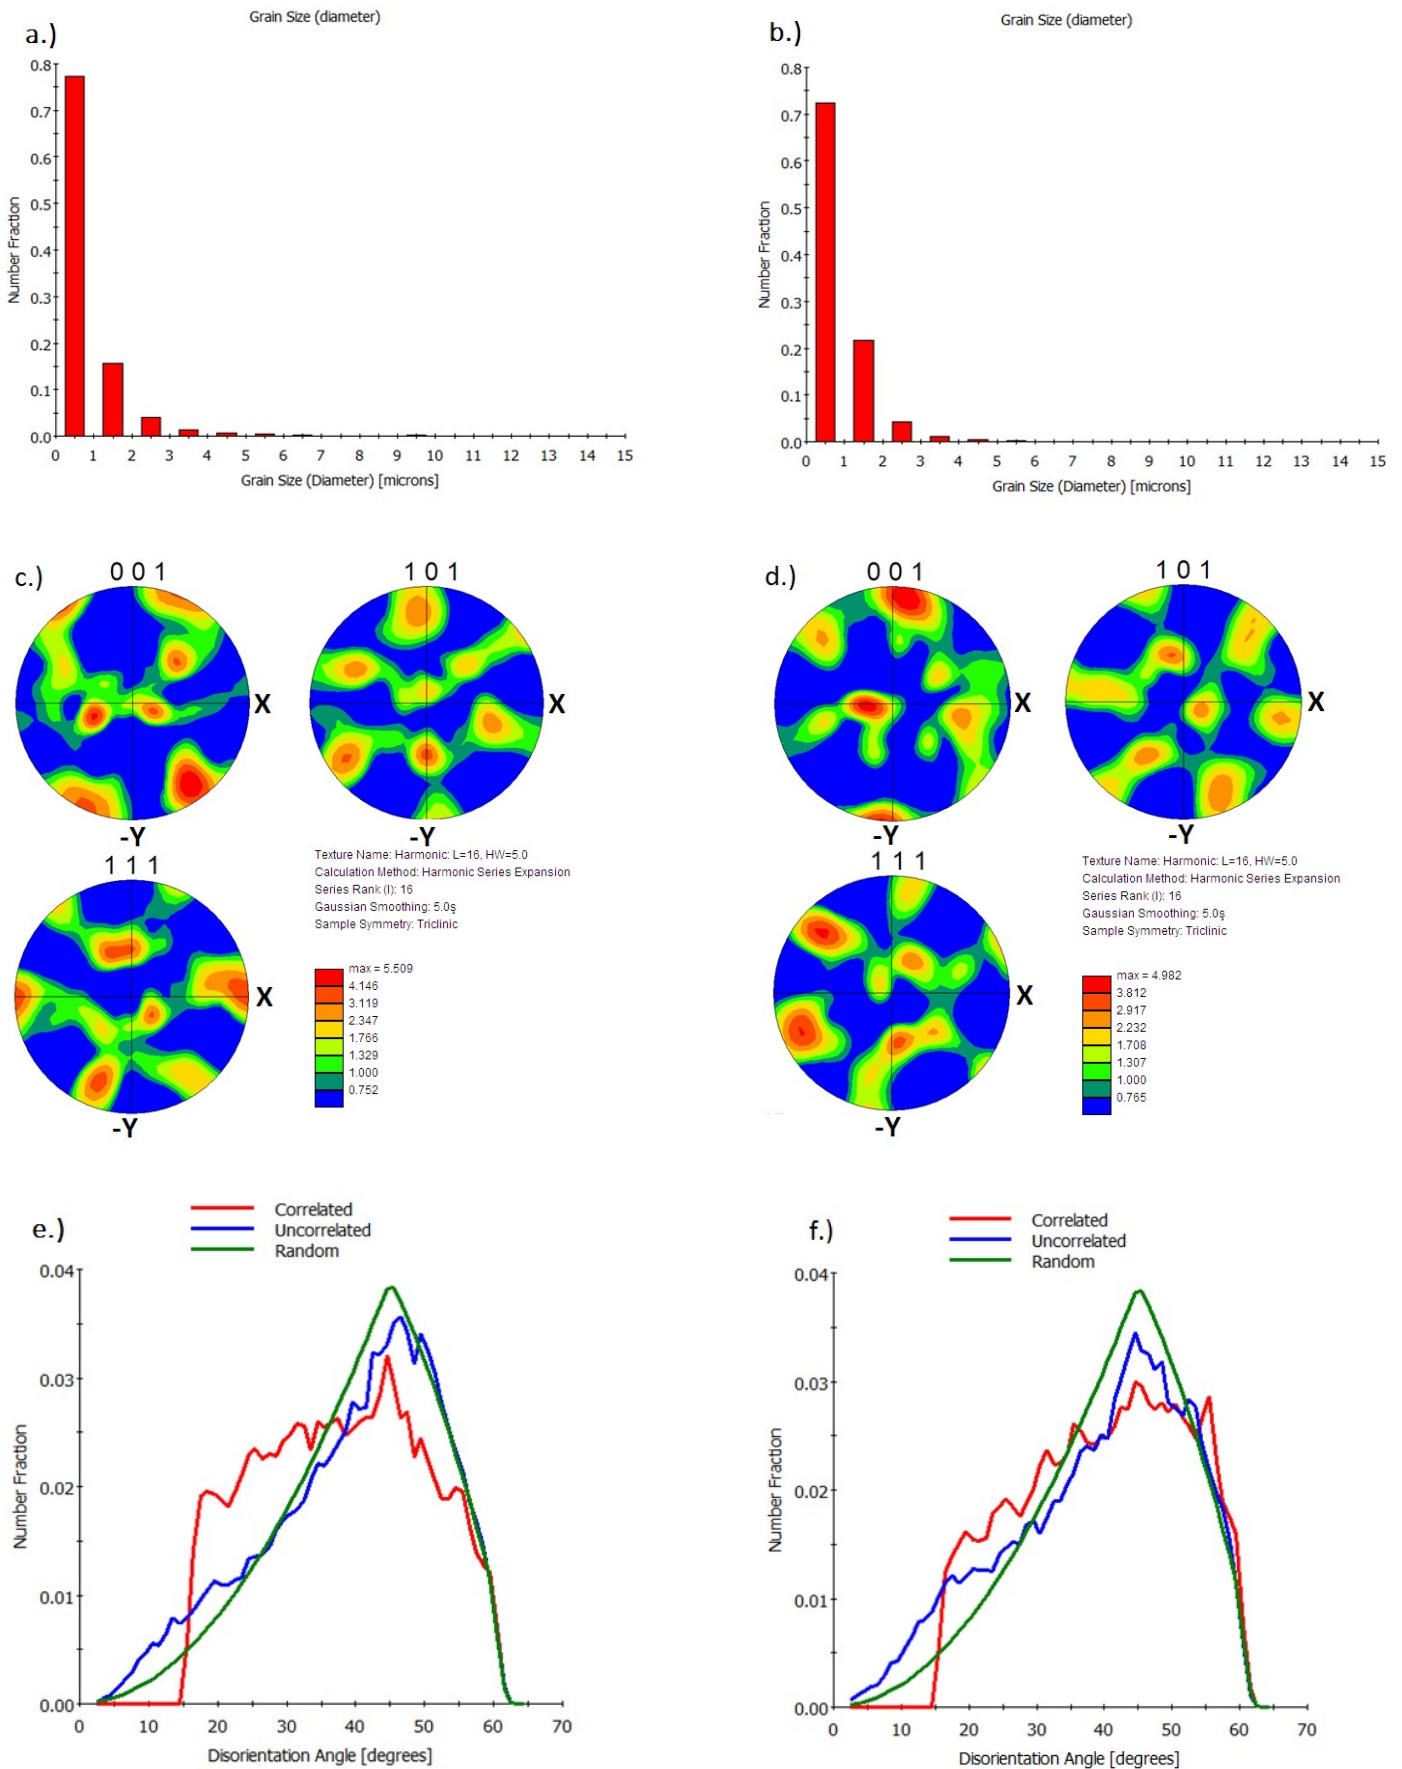 Grain Size (diameter)
a.)
0.8
0.7
0.6
0.5
0.4
0.3
0.2
0.1
0.0
Number Fraction
0 1 2 3 4 5 6 7 8 9 10 11 12 13 14 15
Grain Size (Diameter) [microns]
Grain Size (diameter)
b.)
0.8
0.7
0.6
0.5
0.4
0.3
0.2
0.1
0.0
Number Fraction
0 1 2 3 4 5 6 7 8 9 10 11 12 13 14 15
Grain Size (Diameter) [microns]
c.)
0 0 1
X
-Y
1 0 1
X
-Y
1 1 1
X
-Y
Texture Name: Harmonic: L=16, HW=5.0
Calculation Method: Harmonic Series Expansion
Series Rank (l): 16
Gaussian Smoothing: 5.0ş
Sample Symmetry: Triclinic
max = 5.509
4.146
3.119
2.347
1.766
1.329
1.000
0.752
d.)
0 0 1
X
-Y
1 0 1
X
1 1 1
X
-Y
Texture Name: Harmonic: L=16, HW=5.0
Calculation Method: Harmonic Series Expansion
Series Rank (l): 16
Gaussian Smoothing: 5.0ş
Sample Symmetry: Triclinic
max = 4.982
3.812
2.917
2.232
1.708
1.307
1.000
0.765
e.)
Correlated
Uncorrelated
Random
0.04
0.03
0.02
0.01
0.00
Number Fraction
0 10 20 30 40 50 60 70
Disorientation Angle [degrees]
f.)
Correlated
Uncorrelated
Random
0.04
0.03
0.02
0.01
0.00
Number Fraction
0 10 20 30 40 50 60 70
Disorientation Angle [degrees]